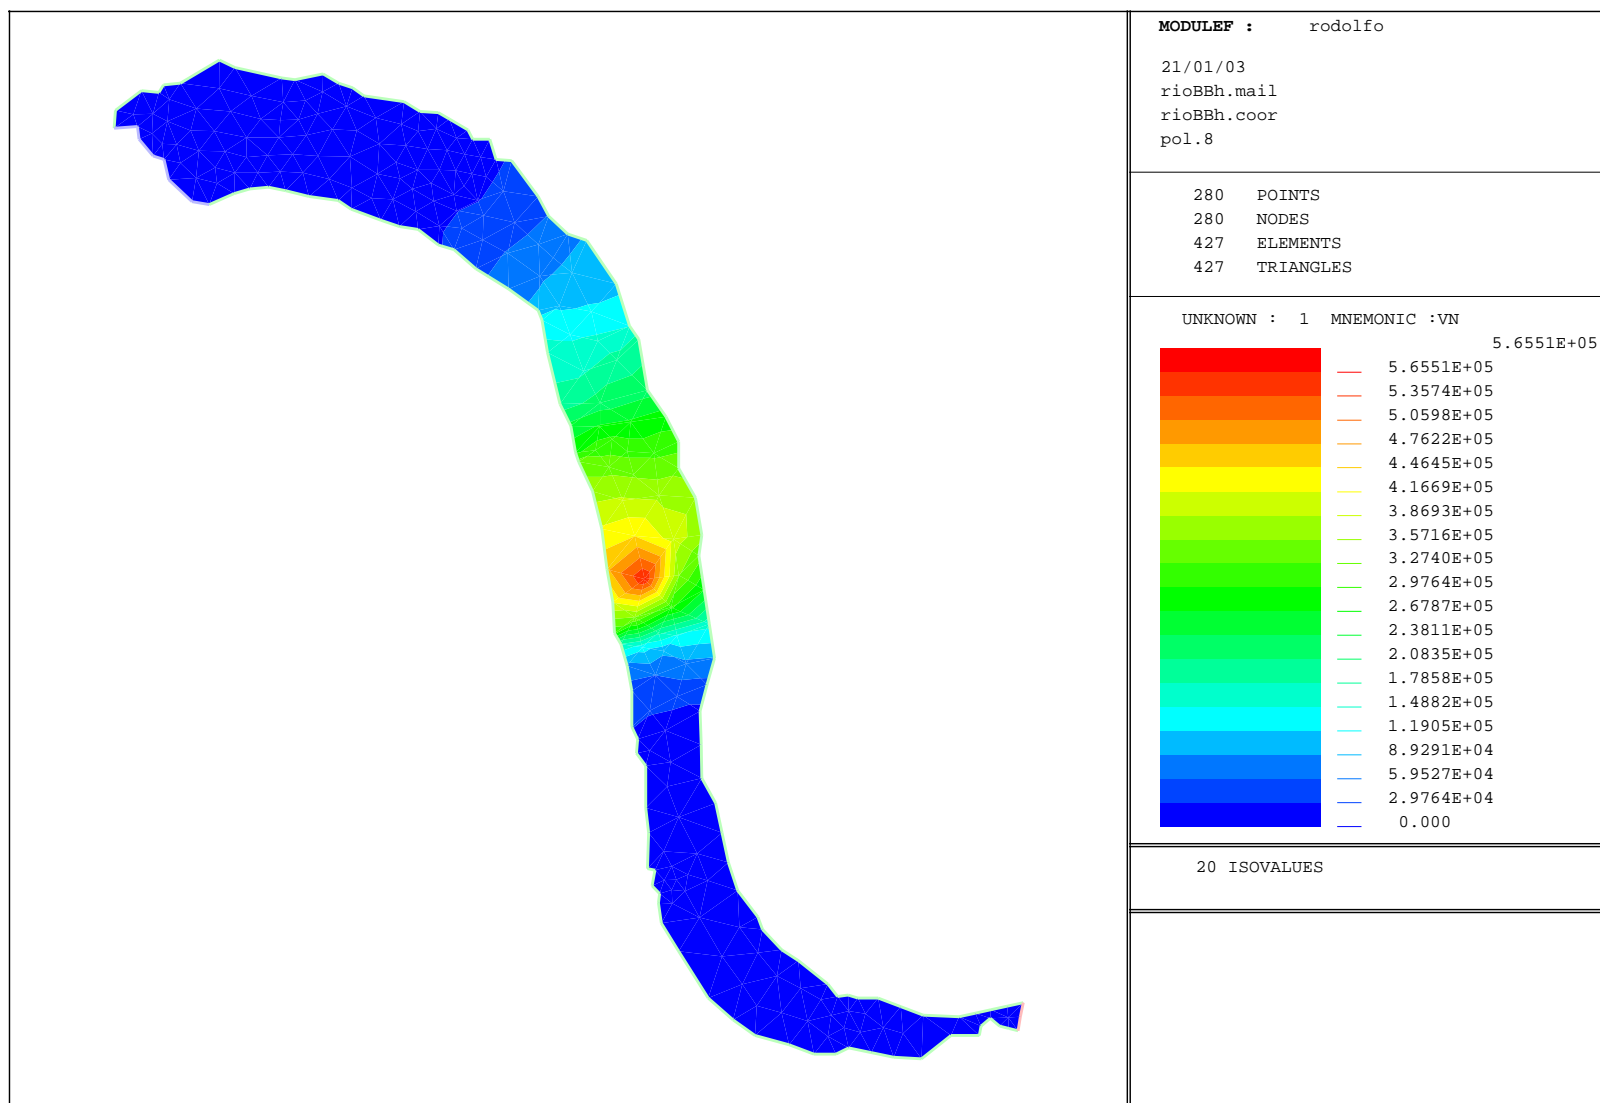 MODULEF : rodolfo
21/01/03
rioBBh.mail
rioBBh.coor
pol.8
280 POINTS
280 NODES
427 ELEMENTS
427 TRIANGLES
UNKNOWN : 1 MNEMONIC :VN
5.6551E+05
5.6551E+05
5.3574E+05
5.0598E+05
4.7622E+05
4.4645E+05
4.1669E+05
3.8693E+05
3.5716E+05
3.2740E+05
2.9764E+05
2.6787E+05
2.3811E+05
2.0835E+05
1.7858E+05
1.4882E+05
1.1905E+05
8.9291E+04
5.9527E+04
2.9764E+04
0.000
20 ISOVALUES